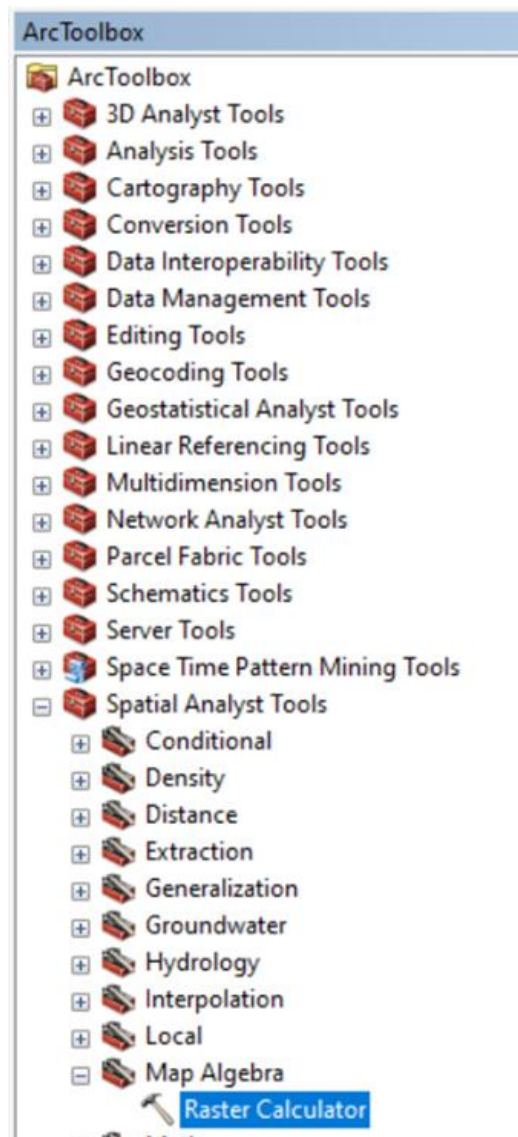 ArcToolbox
ArcToolbox
3D Analyst Tools
Analysis Tools
Cartography Tools
Conversion Tools
Data Interoperability Tools
Data Management Tools
Editing Tools
Geocoding Tools
Geostatistical Analyst Tools
Linear Referencing Tools
Multidimension Tools
Network Analyst Tools
Parcel Fabric Tools
Schematics Tools
Server Tools
Space Time Pattern Mining Tools
Spatial Analyst Tools
Conditional
Density
Distance
Extraction
Generalization
Groundwater
Hydrology
Interpolation
Local
Map Algebra
Raster Calculator